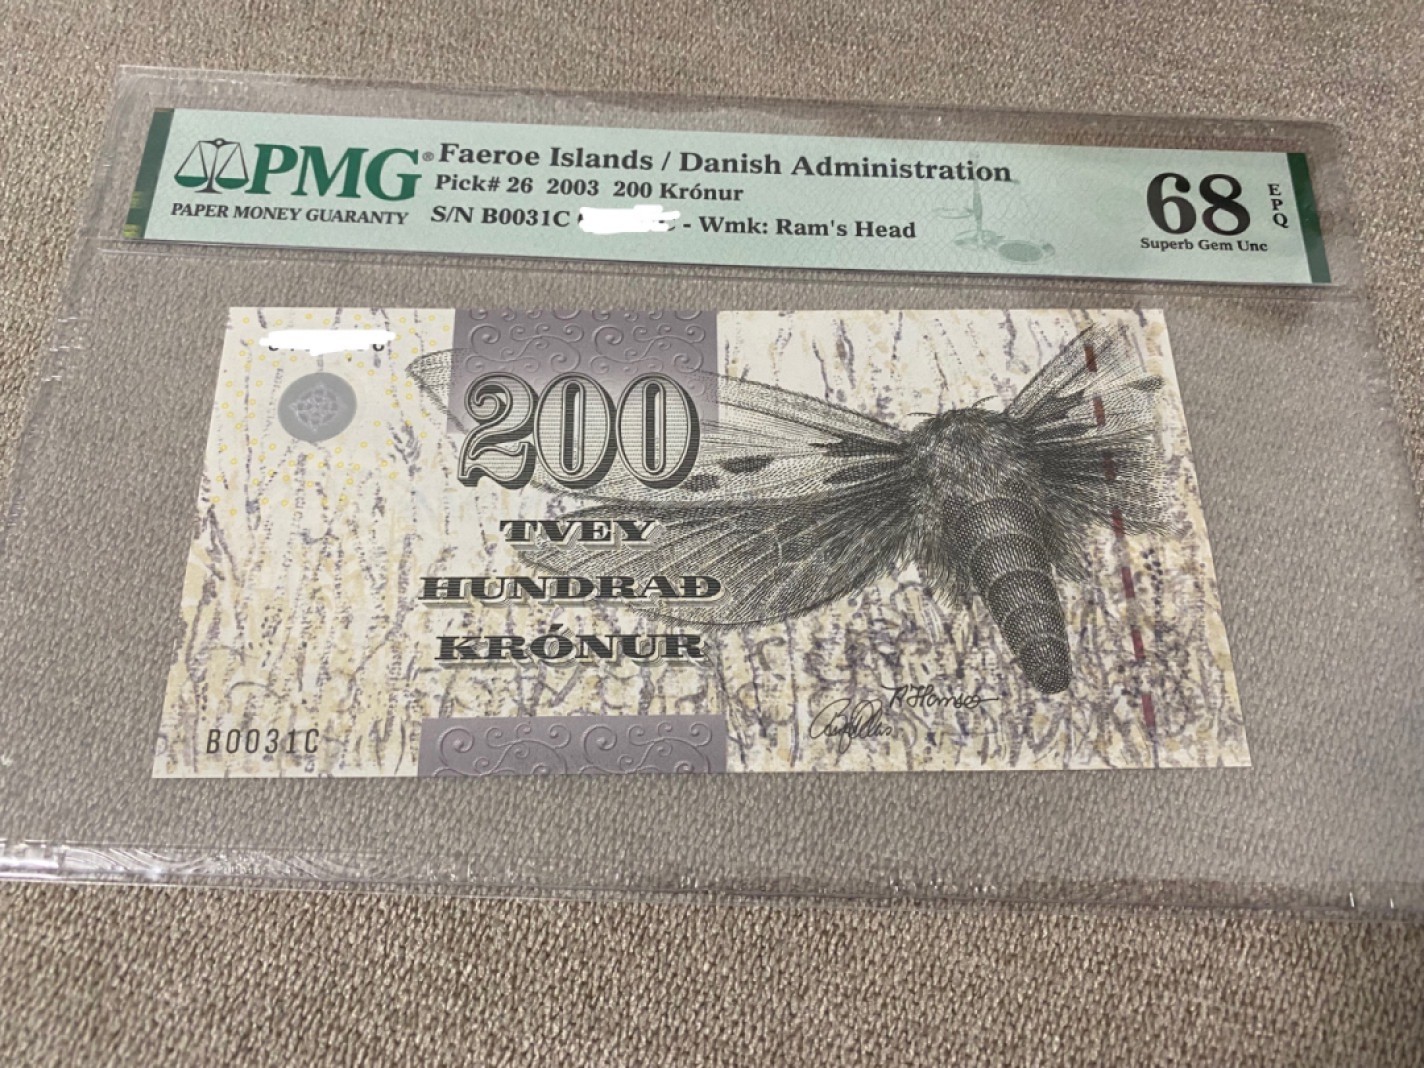 PMG®
PAPER MONEY GUARANTY
Faeroe Islands / Danish Administration
Pick# 26 2003 200 Krónur
S/N B0031C - Wmk: Ram's Head
68
EPQ
Superb Gem Unc
200
TVEY
HUNDRAÐ
KRÓNUR
B0031C